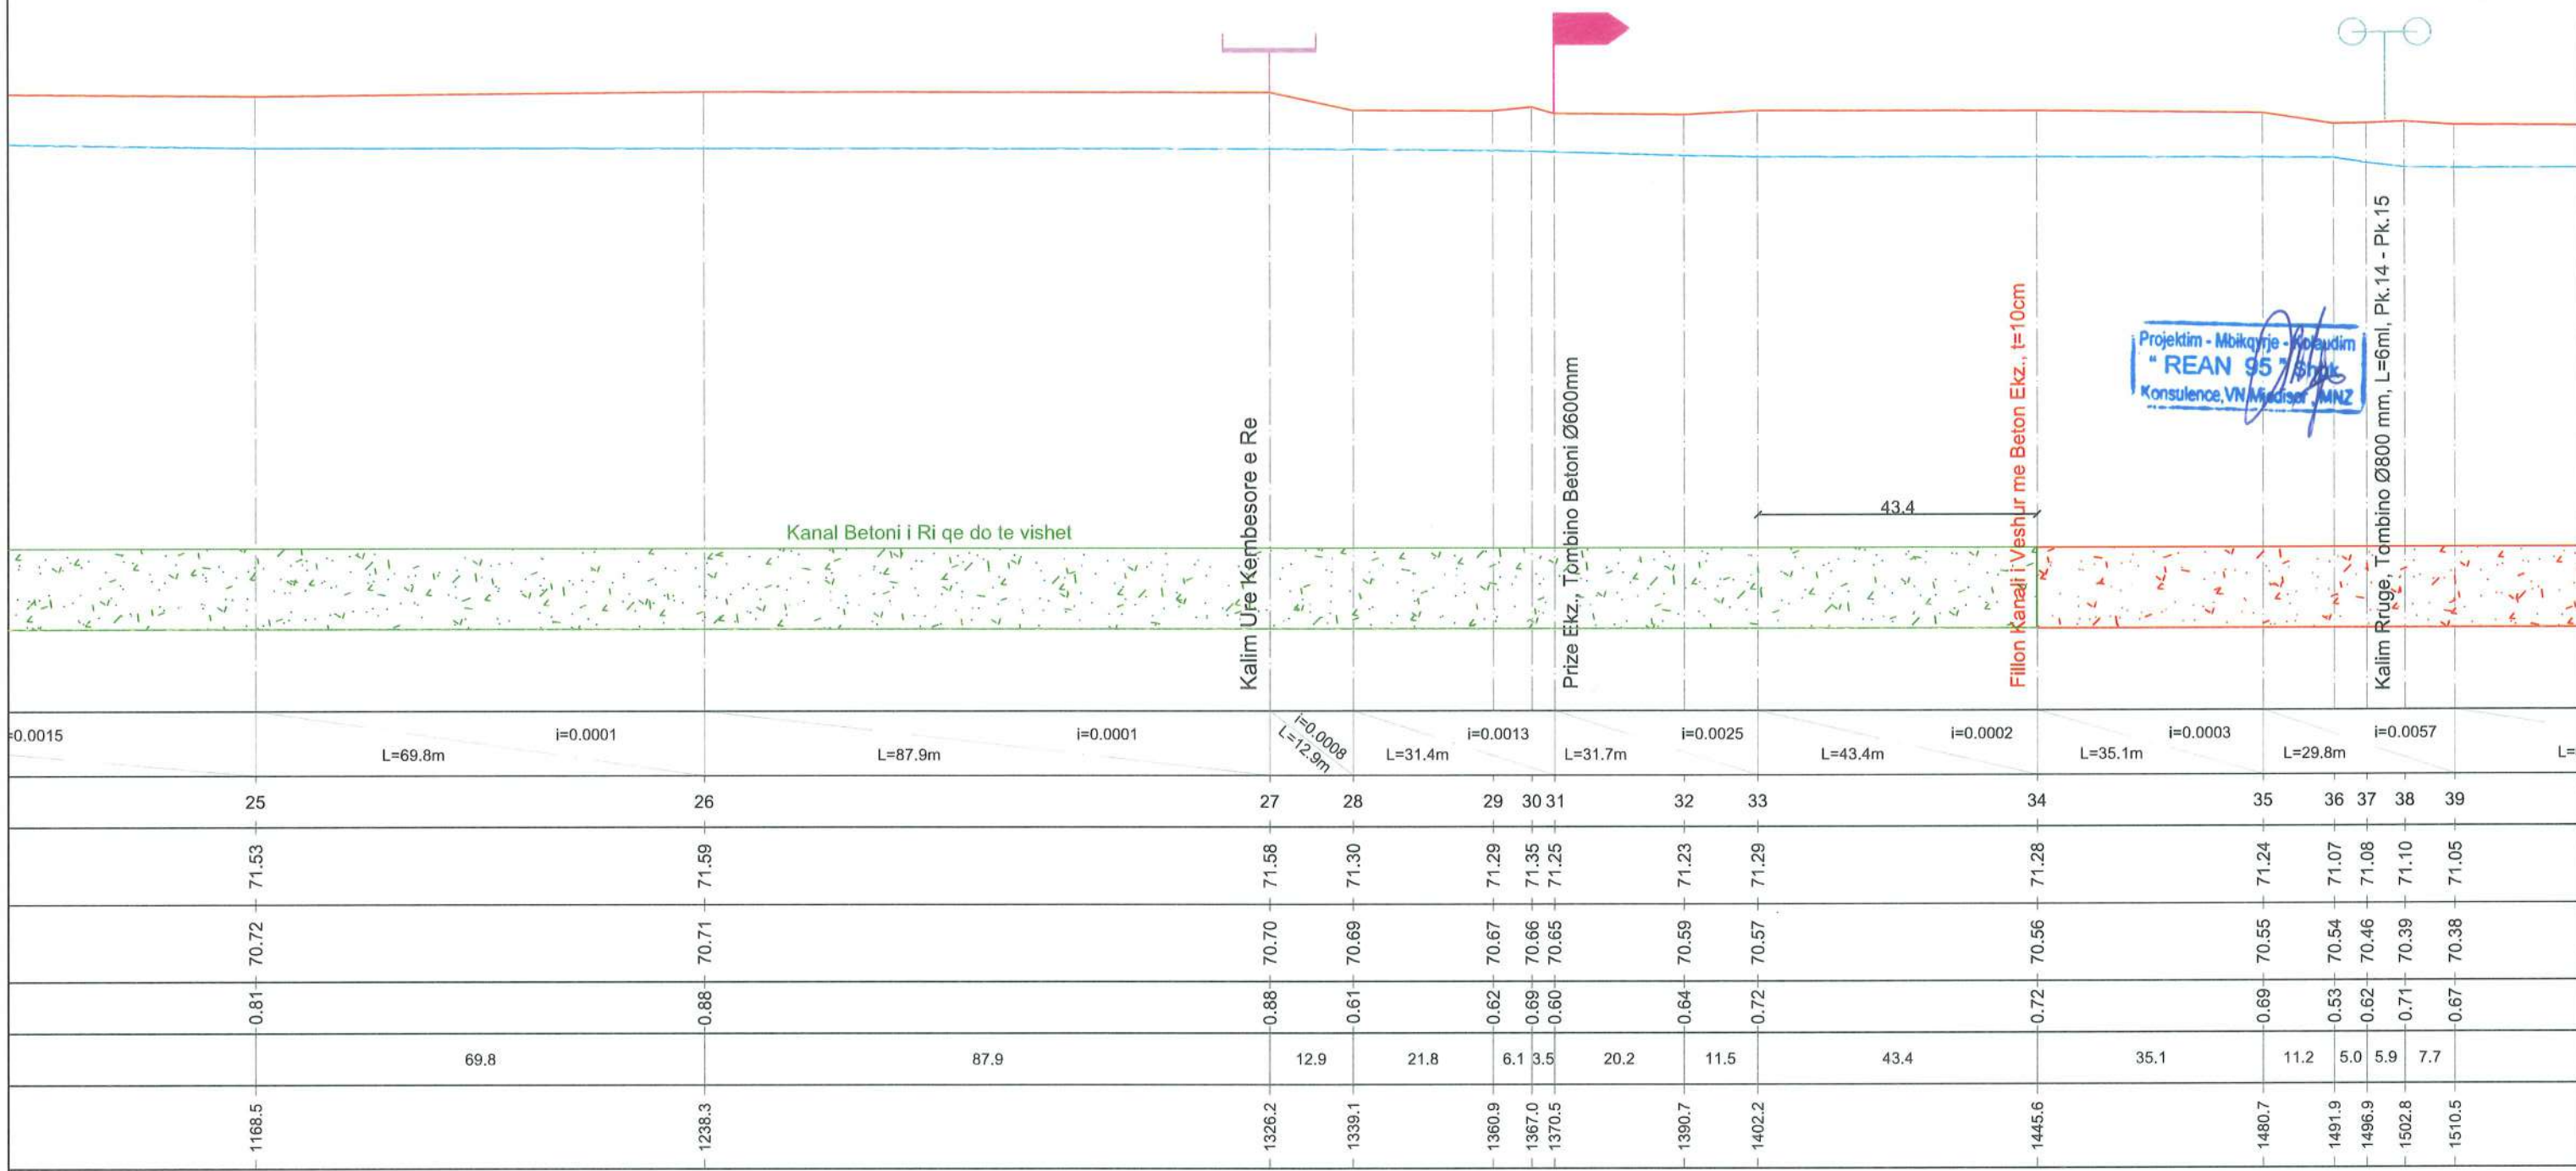 Kanal Betoni i Ri qe do te vishet
Kalim Ure Kembesore e Re
Prize Ekz., Tombino Betoni Ø600mm
43.4
Fillon Kanali i Veshur me Beton Ekz., t=10cm
Kalim Rruge, Tombino Ø800 mm, L=6ml, Pk.14 - Pk.15
Projektim - Mbikqyrje - Kolaudim
" REAN 95 " Shpk
Konsulence, VN Mjedisor, MNZ
=0.0015 i=0.0001 i=0.0001 i=0.0008 i=0.0013 i=0.0025 i=0.0002 i=0.0003 i=0.0057
L=69.8m L=87.9m L=12.9m L=31.4m L=31.7m L=43.4m L=35.1m L=29.8m L=
25 26 27 28 29 30 31 32 33 34 35 36 37 38 39
71.53 71.59 71.58 71.30 71.29 71.35 71.25 71.23 71.29 71.28 71.24 71.07 71.08 71.10 71.05
70.72 70.71 70.70 70.69 70.67 70.66 70.65 70.59 70.57 70.56 70.55 70.54 70.46 70.39 70.38
0.81 0.88 0.88 0.61 0.62 0.69 0.60 0.64 0.72 0.72 0.69 0.53 0.62 0.71 0.67
69.8 87.9 12.9 21.8 6.1 3.5 20.2 11.5 43.4 35.1 11.2 5.0 5.9 7.7
1168.5 1238.3 1326.2 1339.1 1360.9 1367.0 1370.5 1390.7 1402.2 1445.6 1480.7 1491.9 1496.9 1502.8 1510.5